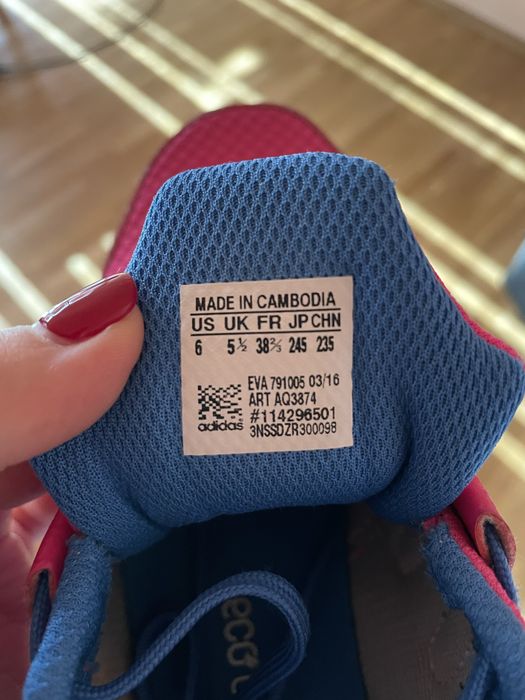 MADE IN CAMBODIA
US UK FR JP CHN
6 5½ 38⅔ 245 235
EVA 791005 03/16
ART AQ3874
#114296501
adidas 3NSSDZR300098
eco